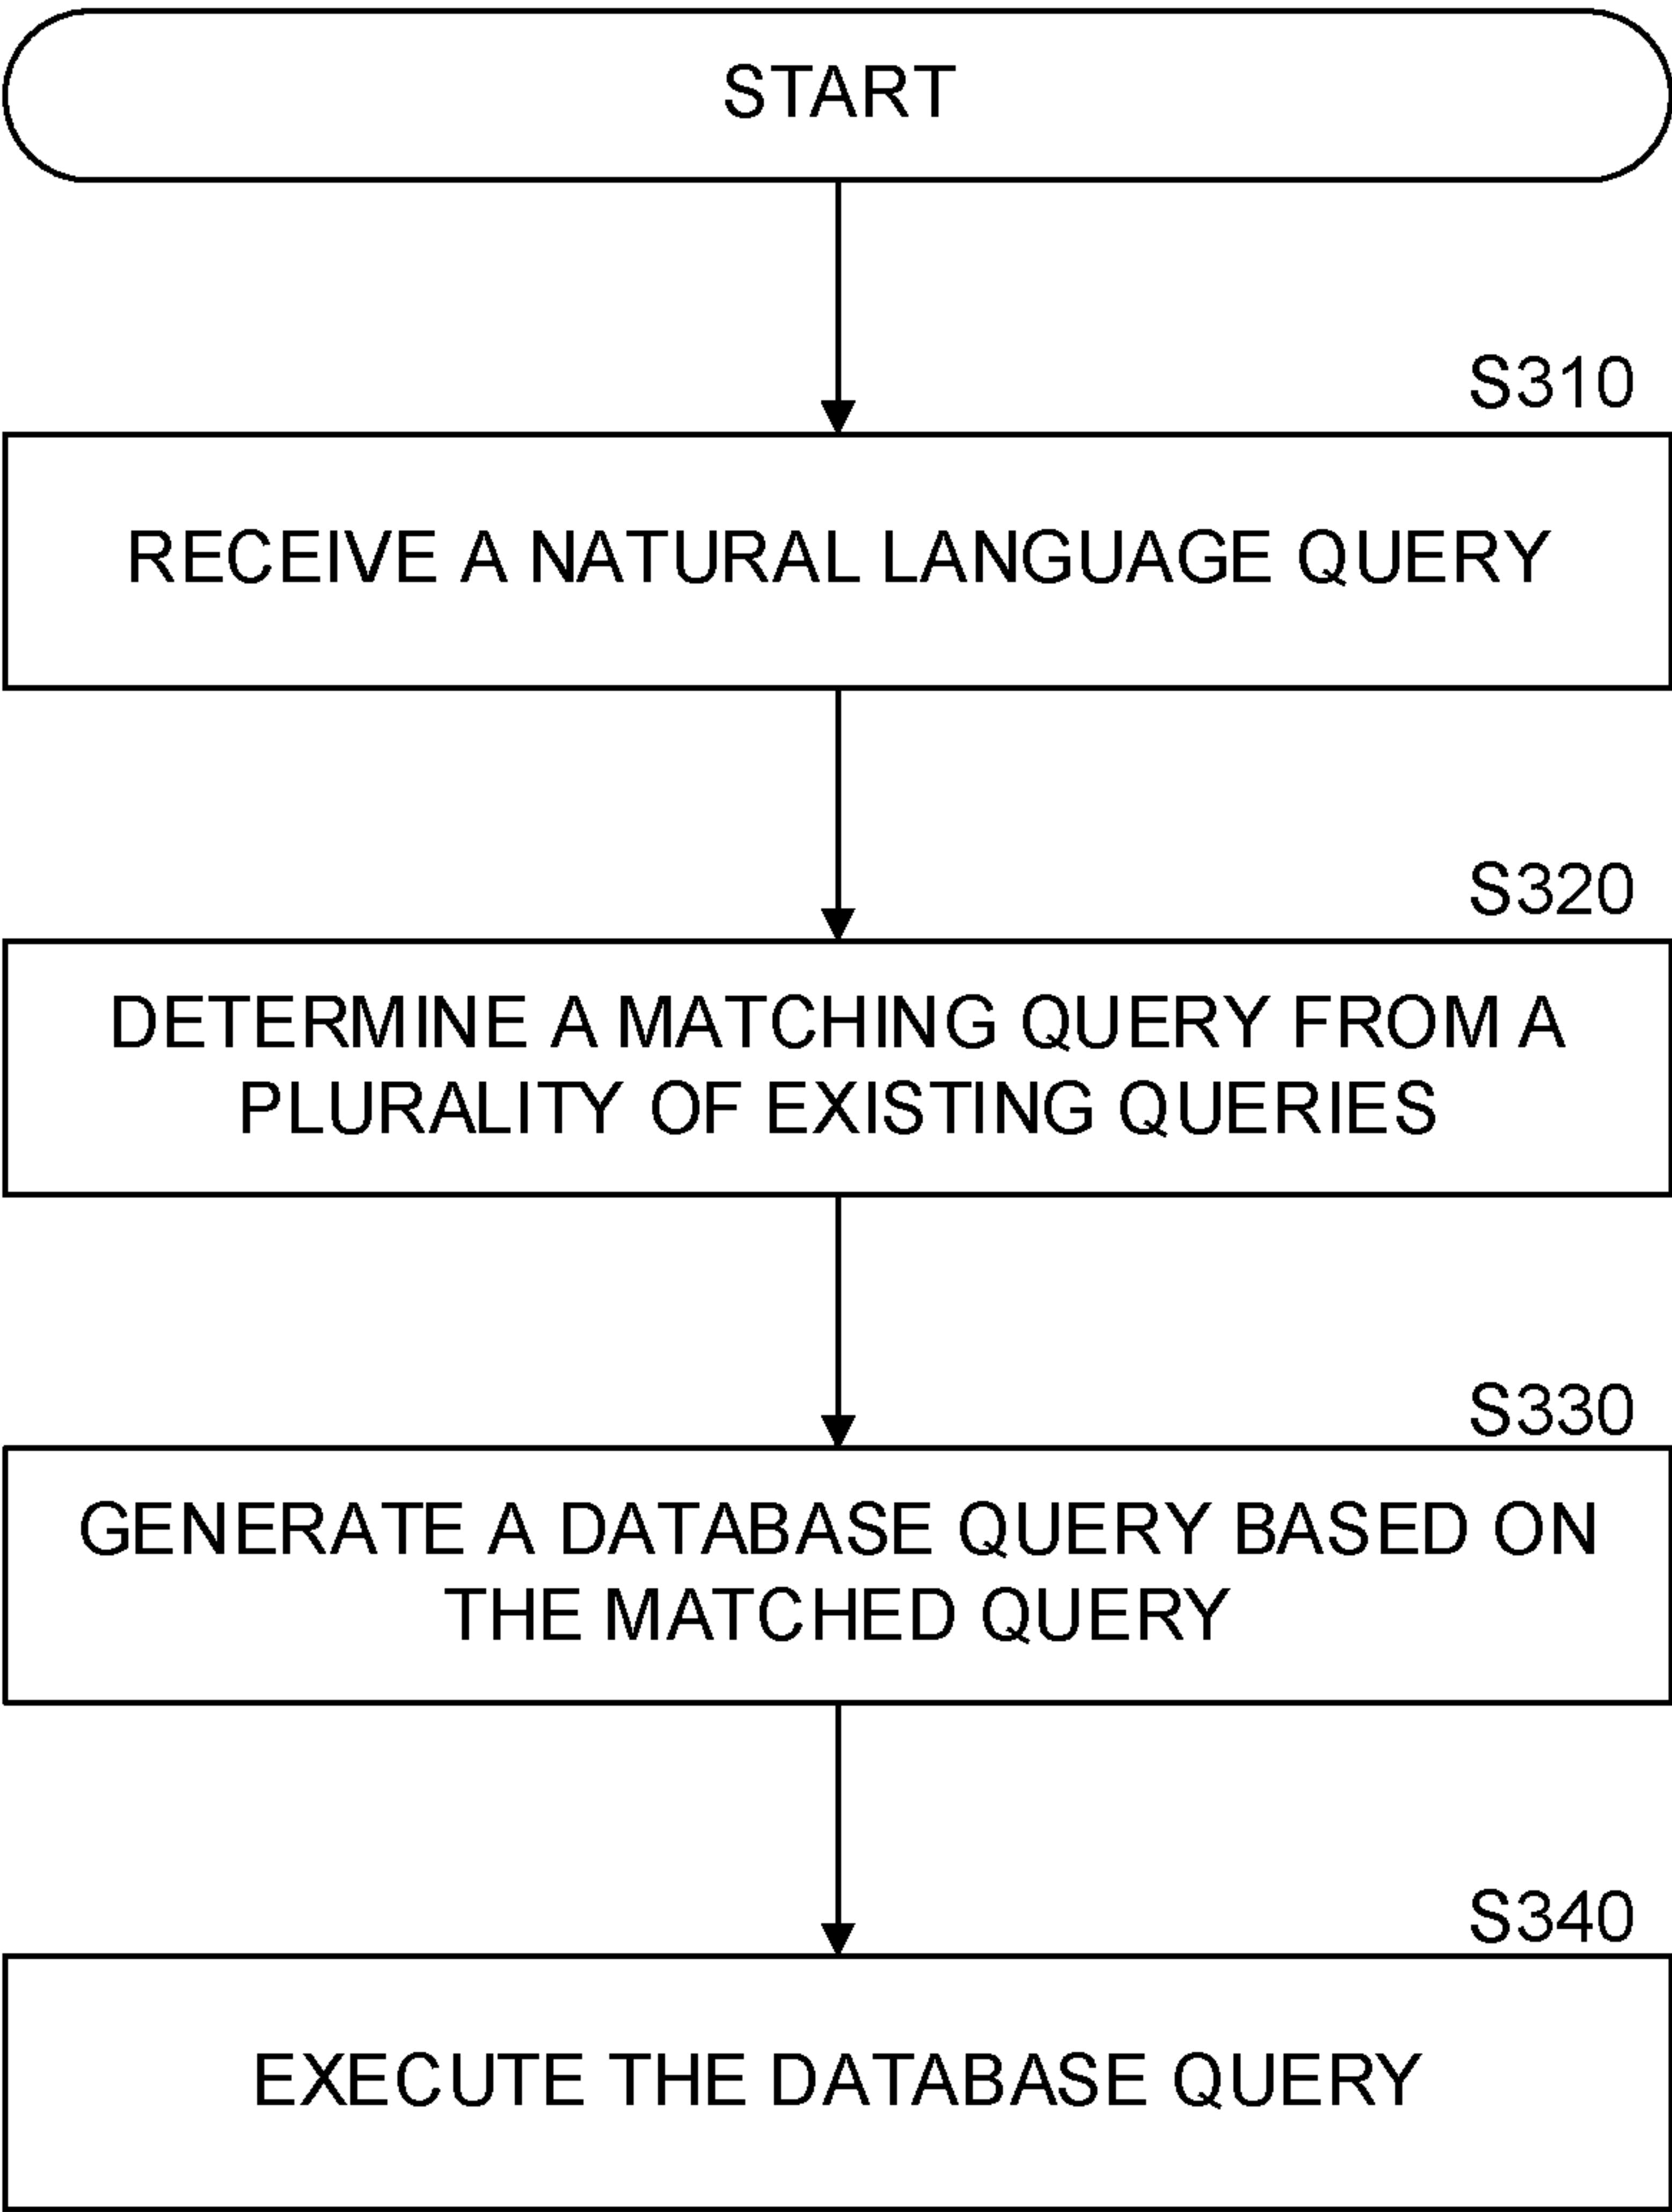 START
S310
RECEIVE A NATURAL LANGUAGE QUERY
S320
DETERMINE A MATCHING QUERY FROM A
PLURALITY OF EXISTING QUERIES
S330
GENERATE A DATABASE QUERY BASED ON
THE MATCHED QUERY
S340
EXECUTE THE DATABASE QUERY